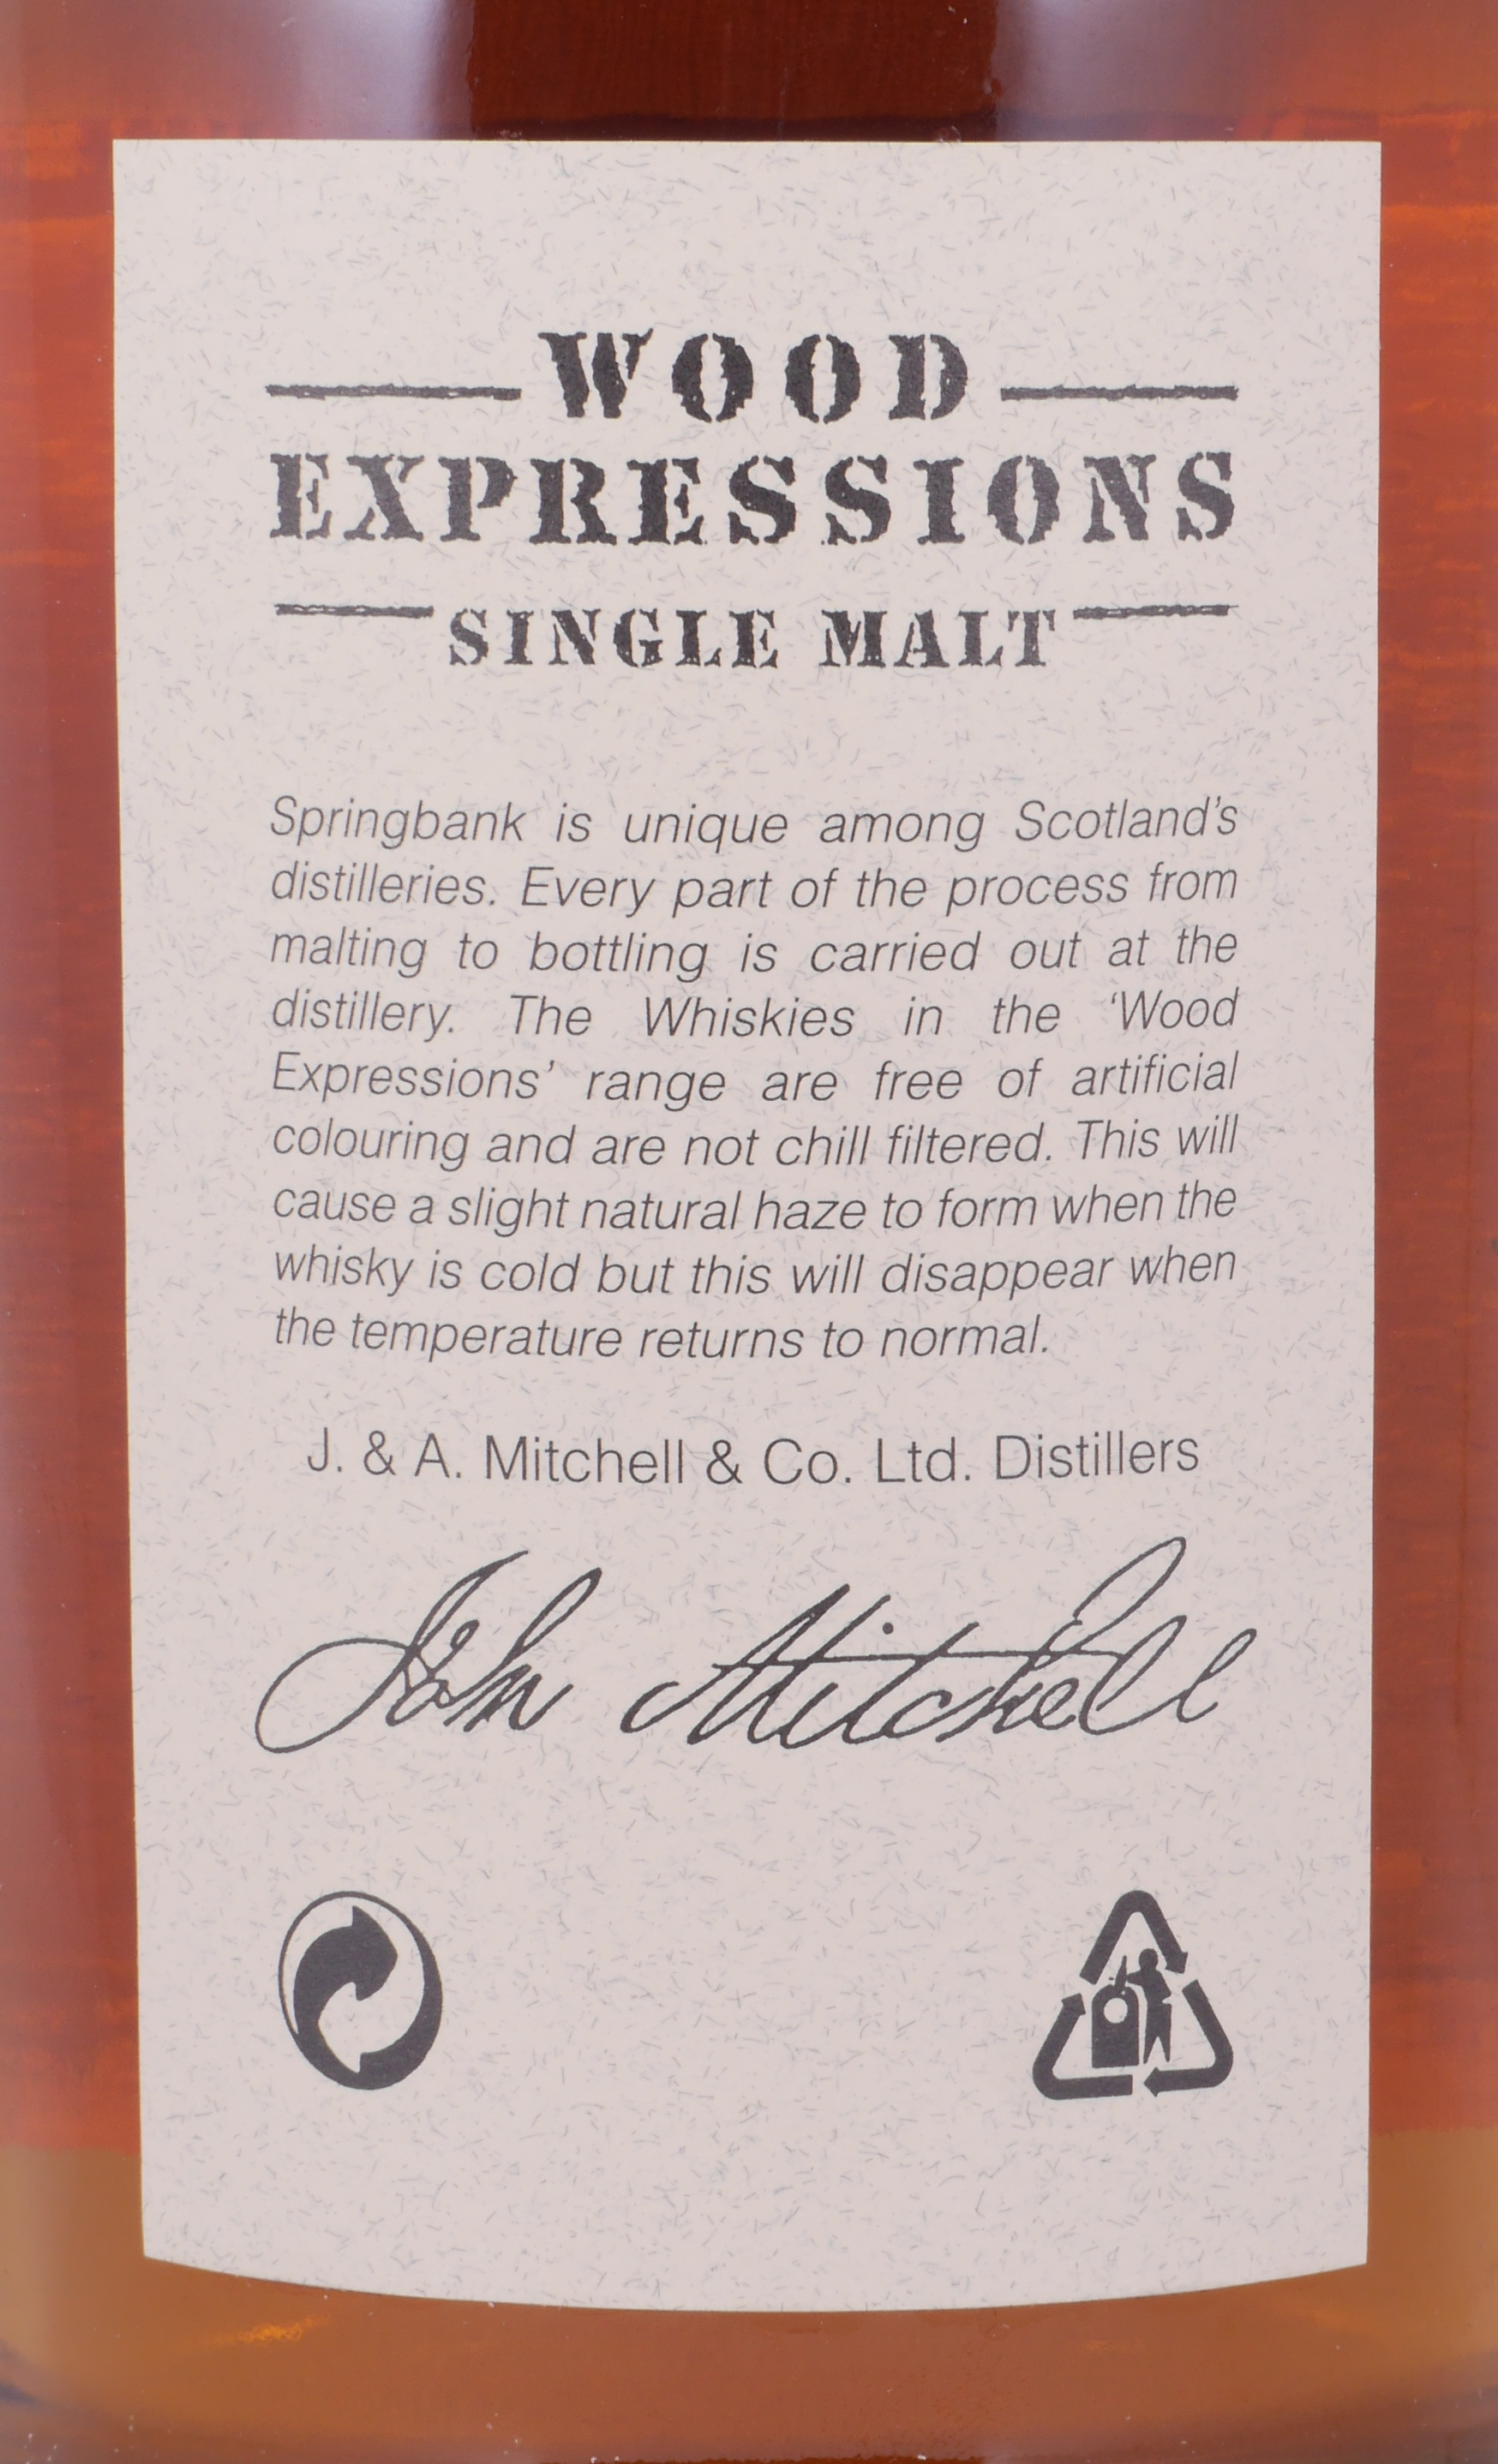 WOOD
EXPRESSIONS
SINGLE MALT
Springbank is unique among Scotland’s
distilleries. Every part of the process from
malting to bottling is carried out at the
distillery. The Whiskies in the ‘Wood
Expressions’ range are free of artificial
colouring and are not chill filtered. This will
cause a slight natural haze to form when the
whisky is cold but this will disappear when
the temperature returns to normal.
J. & A. Mitchell & Co. Ltd. Distillers
John Mitchell